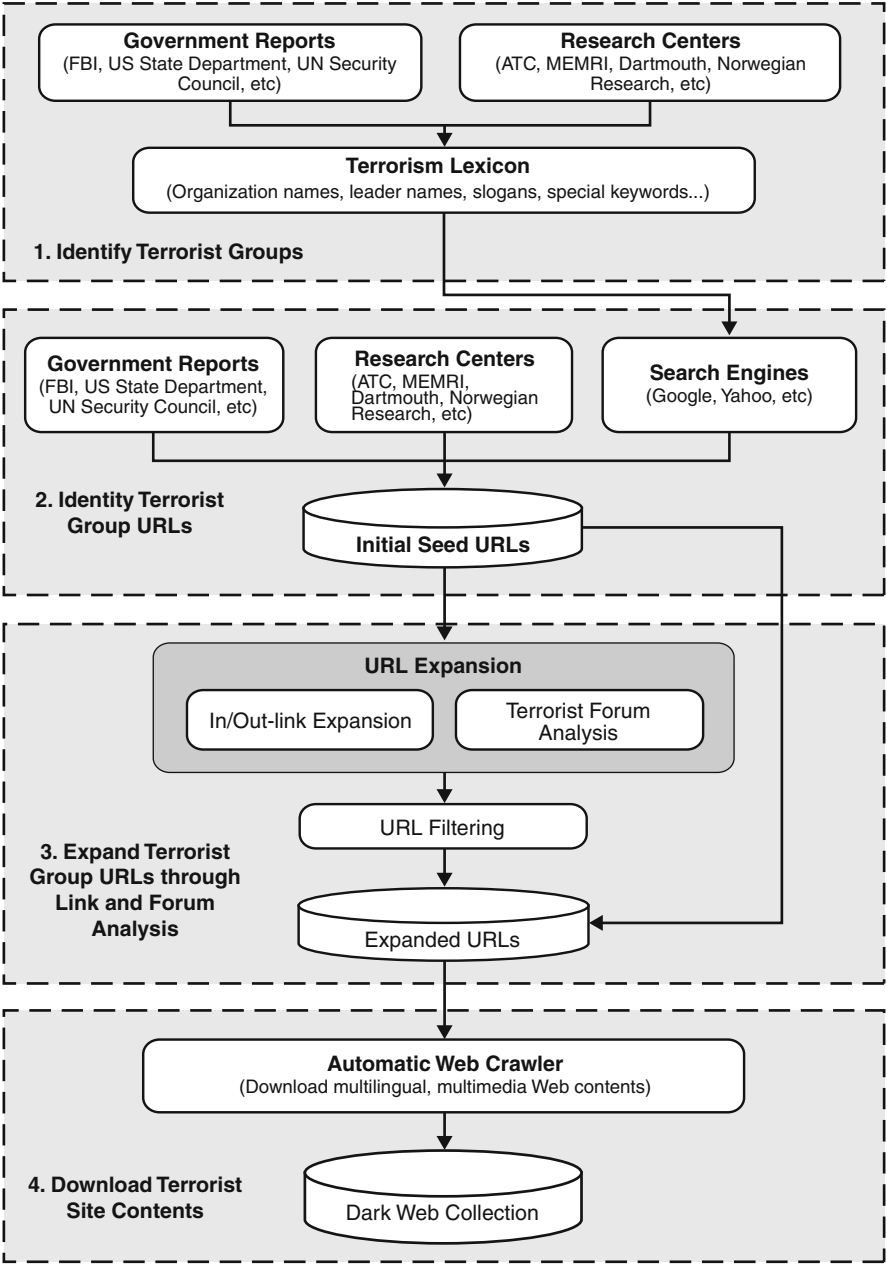 Government Reports
(FBI, US State Department, UN Security
Council, etc)
Research Centers
(ATC, MEMRI, Dartmouth, Norwegian
Research, etc)
Terrorism Lexicon
(Organization names, leader names, slogans, special keywords...)
1. Identify Terrorist Groups
Government Reports
(FBI, US State Department,
UN Security Council, etc)
Research Centers
(ATC, MEMRI,
Dartmouth, Norwegian
Research, etc)
Search Engines
(Google, Yahoo, etc)
2. Identity Terrorist
Group URLs
Initial Seed URLs
URL Expansion
In/Out-link Expansion
Terrorist Forum
Analysis
URL Filtering
3. Expand Terrorist
Group URLs through
Link and Forum
Analysis
Expanded URLs
Automatic Web Crawler
(Download multilingual, multimedia Web contents)
4. Download Terrorist
Site Contents
Dark Web Collection